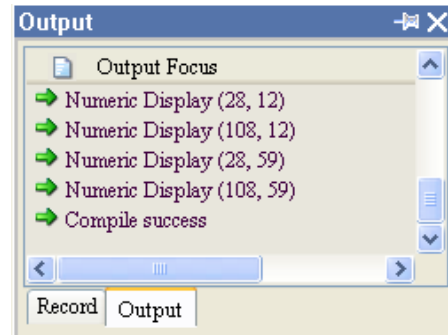 Output
Output Focus
Numeric Display (28, 12)
Numeric Display (108, 12)
Numeric Display (28, 59)
Numeric Display (108, 59)
Compile success
Record Output